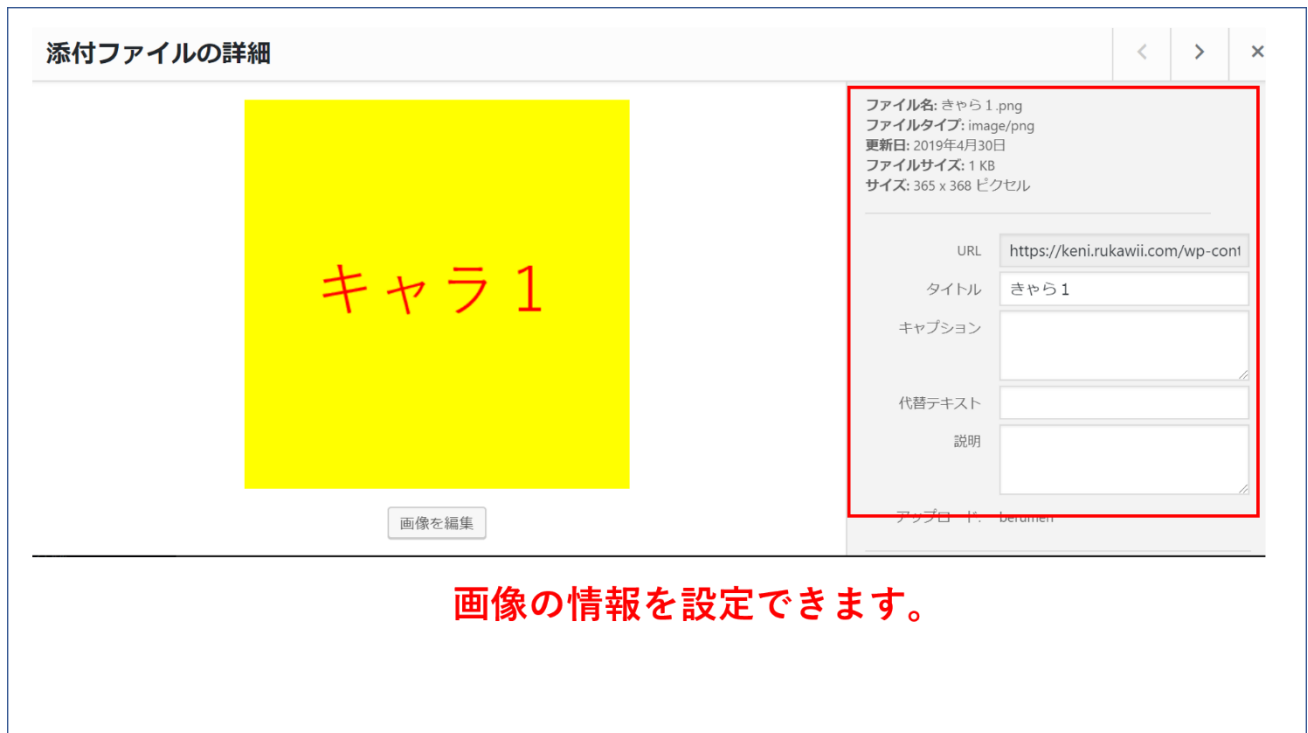 添付ファイルの詳細
キャラ１
画像を編集
ファイル名: きゃら１.png
ファイルタイプ: image/png
更新日: 2019年4月30日
ファイルサイズ: 1 KB
サイズ: 365 x 368 ピクセル
URL https://keni.rukawii.com/wp-cont
タイトル きゃら１
キャプション
代替テキスト
説明
アップロード: berumen
画像の情報を設定できます。